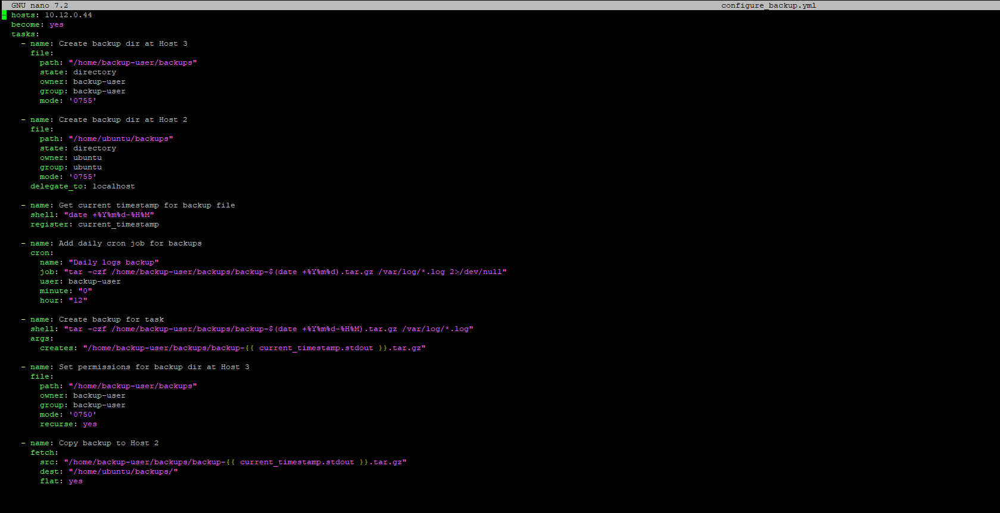 GNU nano 7.2 configure_backup.yml
- hosts: 10.12.0.44
  become: yes
  tasks:
    - name: Create backup dir at Host 3
      file:
        path: "/home/backup-user/backups"
        state: directory
        owner: backup-user
        group: backup-user
        mode: '0755'

    - name: Create backup dir at Host 2
      file:
        path: "/home/ubuntu/backups"
        state: directory
        owner: ubuntu
        group: ubuntu
        mode: '0755'
      delegate_to: localhost

    - name: Get current timestamp for backup file
      shell: "date +%Y%m%d-%H%M"
      register: current_timestamp

    - name: Add daily cron job for backups
      cron:
        name: "Daily logs backup"
        job: "tar -czf /home/backup-user/backups/backup-$(date +%Y%m%d).tar.gz /var/log/*.log 2>/dev/null"
        user: backup-user
        minute: "0"
        hour: "12"

    - name: Create backup for task
      shell: "tar -czf /home/backup-user/backups/backup-$(date +%Y%m%d-%H%M).tar.gz /var/log/*.log"
      args:
        creates: "/home/backup-user/backups/backup-{{ current_timestamp.stdout }}.tar.gz"

    - name: Set permissions for backup dir at Host 3
      file:
        path: "/home/backup-user/backups"
        owner: backup-user
        group: backup-user
        mode: '0750'
        recurse: yes

    - name: Copy backup to Host 2
      fetch:
        src: "/home/backup-user/backups/backup-{{ current_timestamp.stdout }}.tar.gz"
        dest: "/home/ubuntu/backups/"
        flat: yes